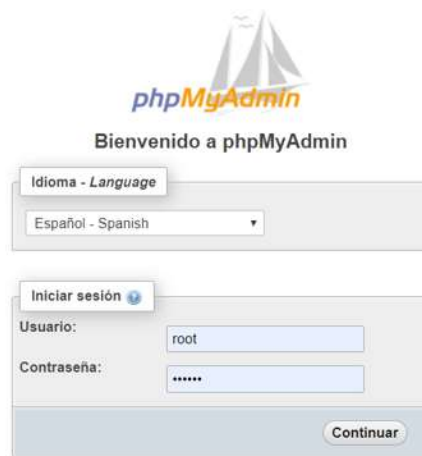 phpMyAdmin
Bienvenido a phpMyAdmin
Idioma - Language
Español - Spanish
Iniciar sesión
Usuario:
root
Contraseña:
••••••
Continuar